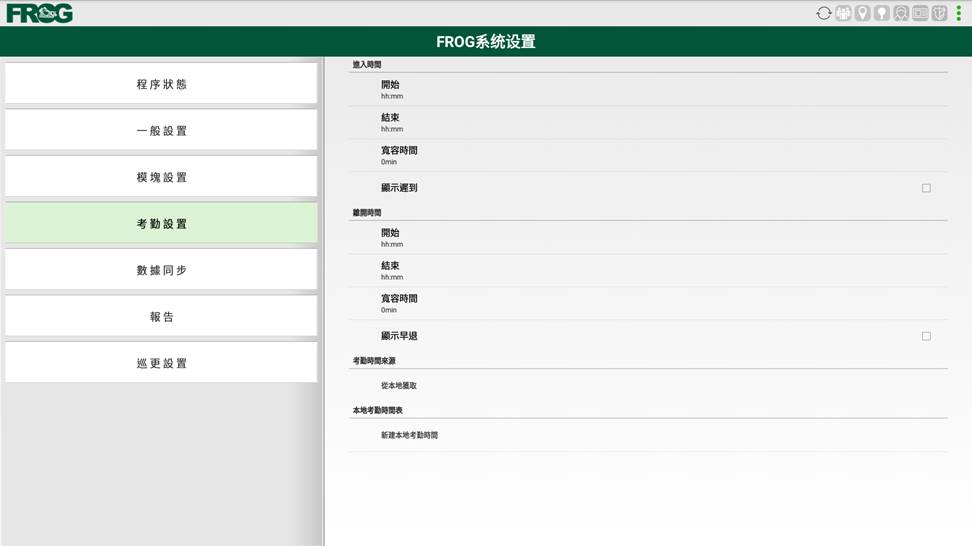 FROG
FROG系统设置
程序狀態
一般設置
模塊設置
考勤設置
數據同步
報告
巡更設置
進入時間
開始
hh:mm
結束
hh:mm
寬容時間
0min
顯示遲到
離開時間
開始
hh:mm
結束
hh:mm
寬容時間
0min
顯示早退
考勤時間來源
從本地獲取
本地考勤時間表
新建本地考勤時間